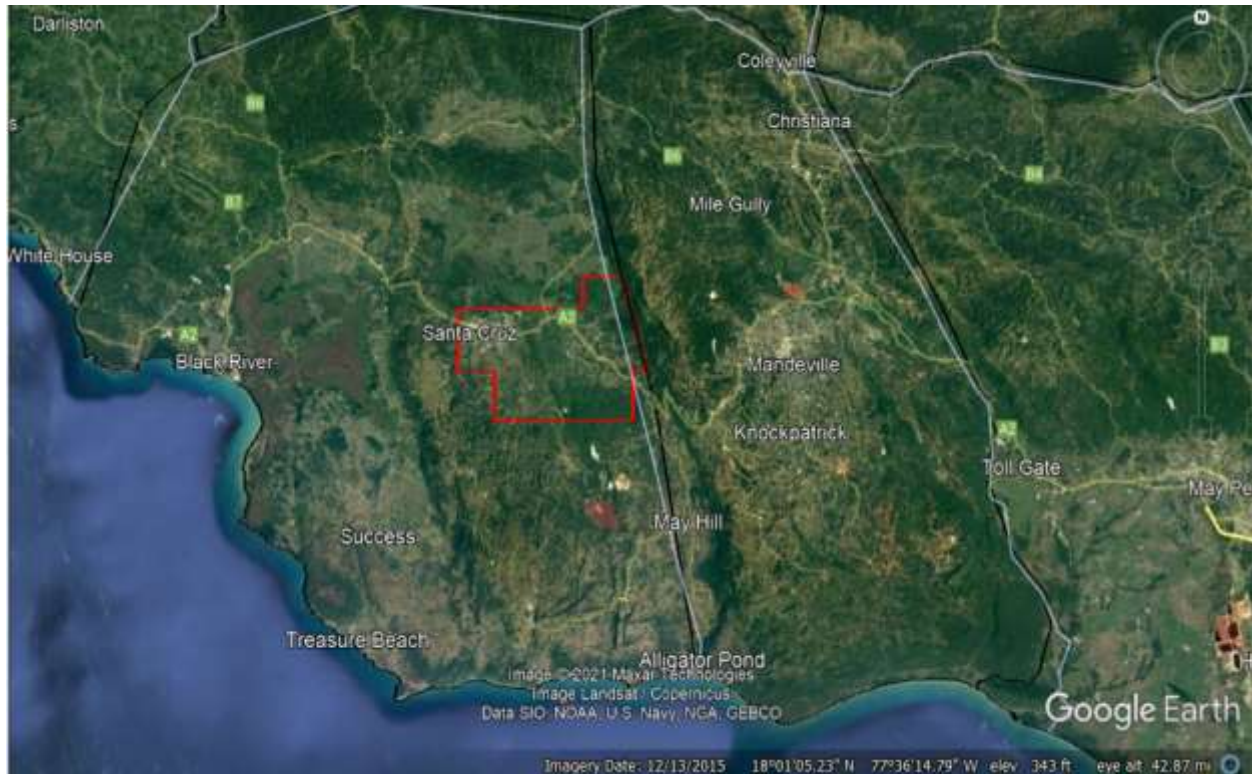 N
Darliston
Coleyville
B6
Christiana
s
B5
B4
B7
Mile Gully
White House
A2
Santa Cruz
A2
Black River
Mandeville
Knockpatrick
A2
Toll Gate
May Pe
May Hill
Success
Treasure Beach
Alligator Pond
Image ©2021 Maxar Technologies
Image Landsat / Copernicus
Data SIO, NOAA, U.S. Navy, NGA, GEBCO
Google Earth
Imagery Date: 12/13/2015 18°01'05.23" N 77°36'14.79" W elev 343 ft eye alt 42.87 mi